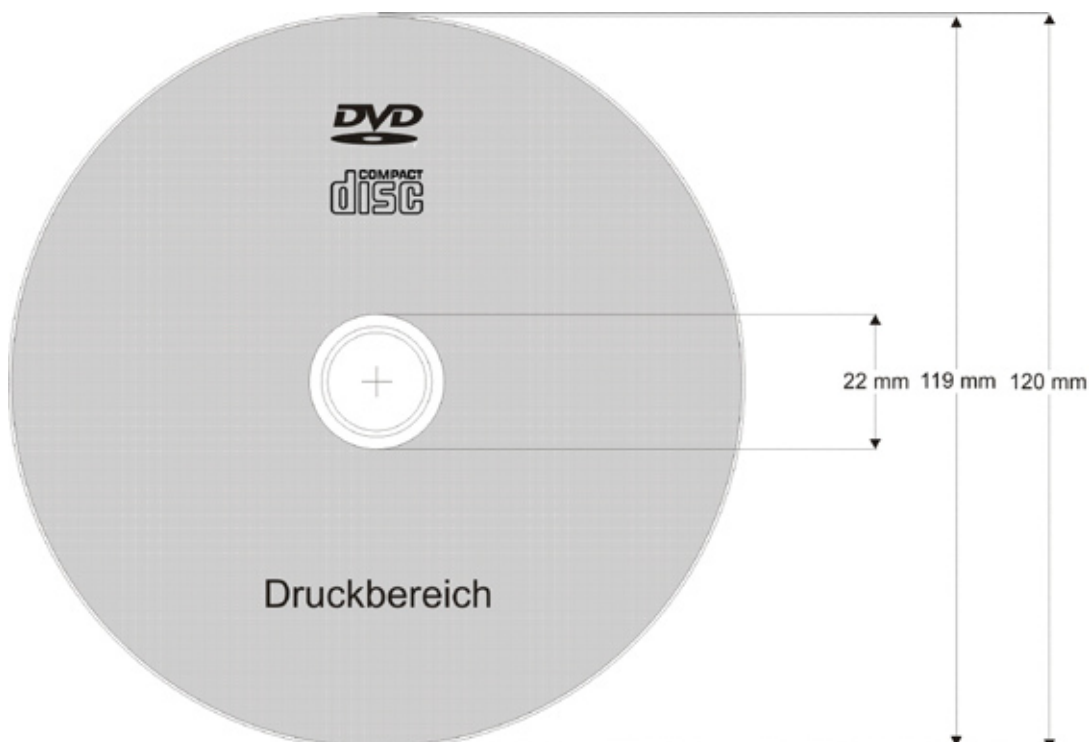 DVD
COMPACT
disc
22 mm 119 mm 120 mm
Druckbereich